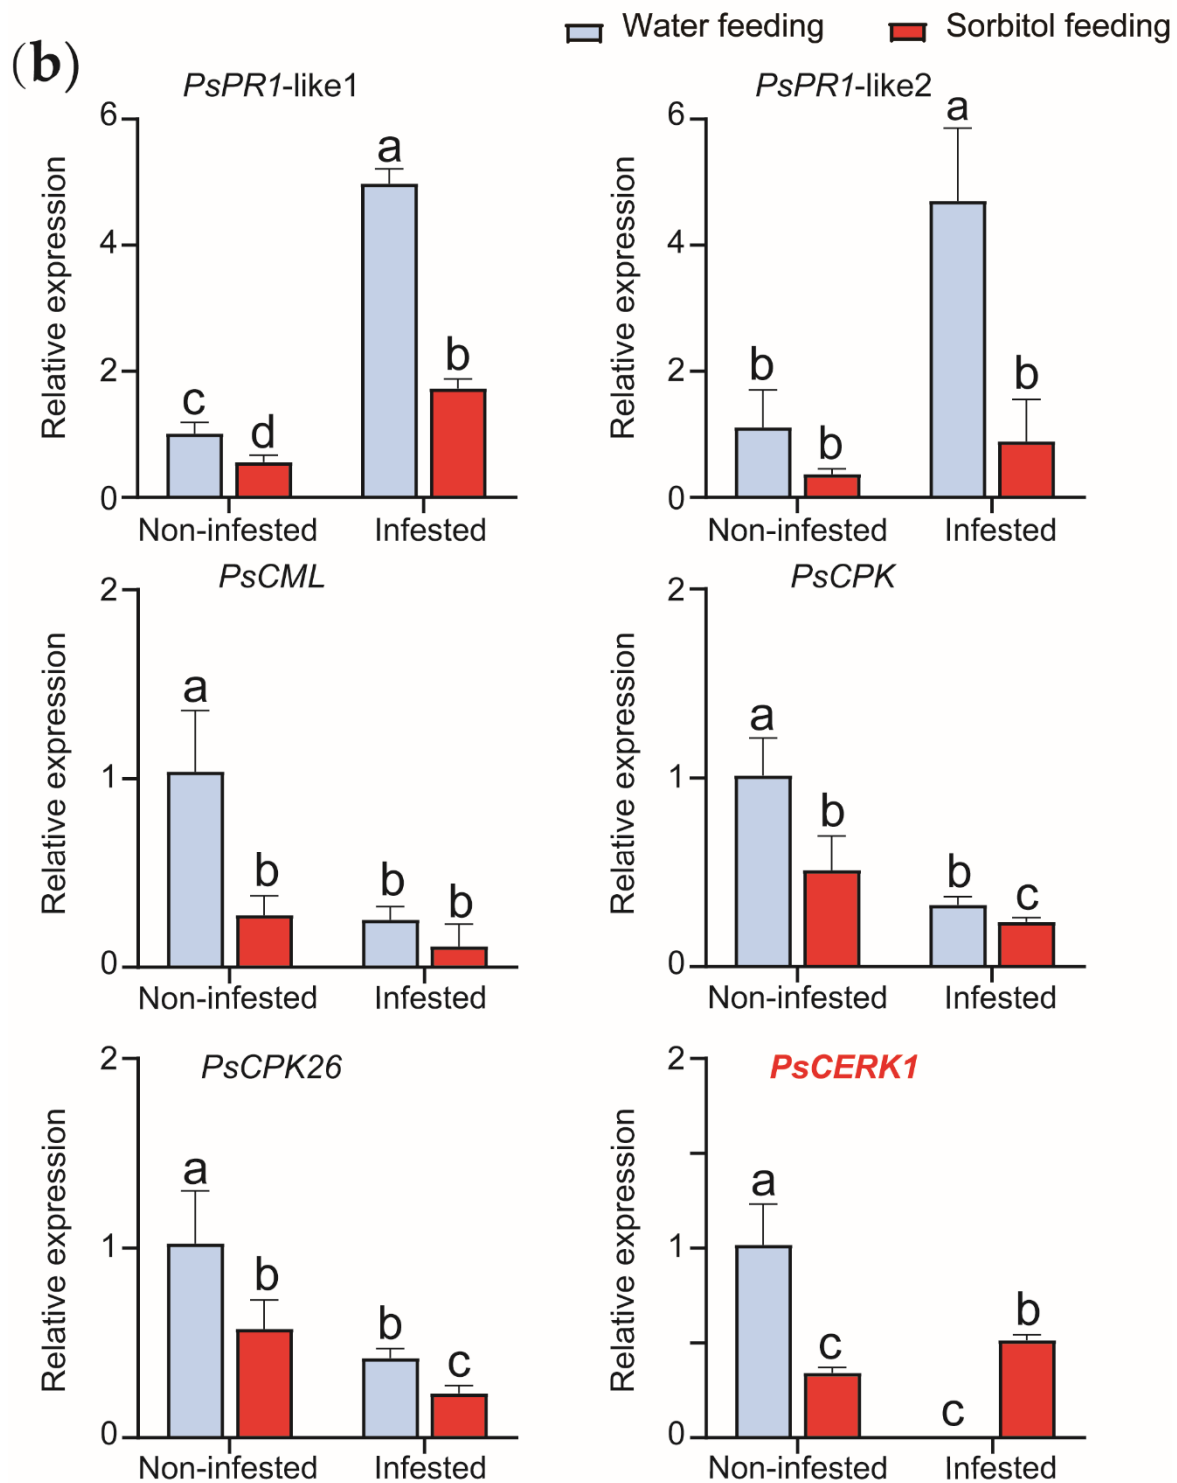 Water feeding Sorbitol feeding
(b)
PsPR1-like1
Relative expression
6
4
2
0
c
d
a
b
Non-infested Infested
PsPR1-like2
Relative expression
6
4
2
0
b
b
a
b
Non-infested Infested
PsCML
Relative expression
2
1
0
a
b
b
b
Non-infested Infested
PsCPK
Relative expression
2
1
0
a
b
b
c
Non-infested Infested
PsCPK26
Relative expression
2
1
0
a
b
b
c
Non-infested Infested
PsCERK1
Relative expression
2
1
0
a
c
c
b
Non-infested Infested